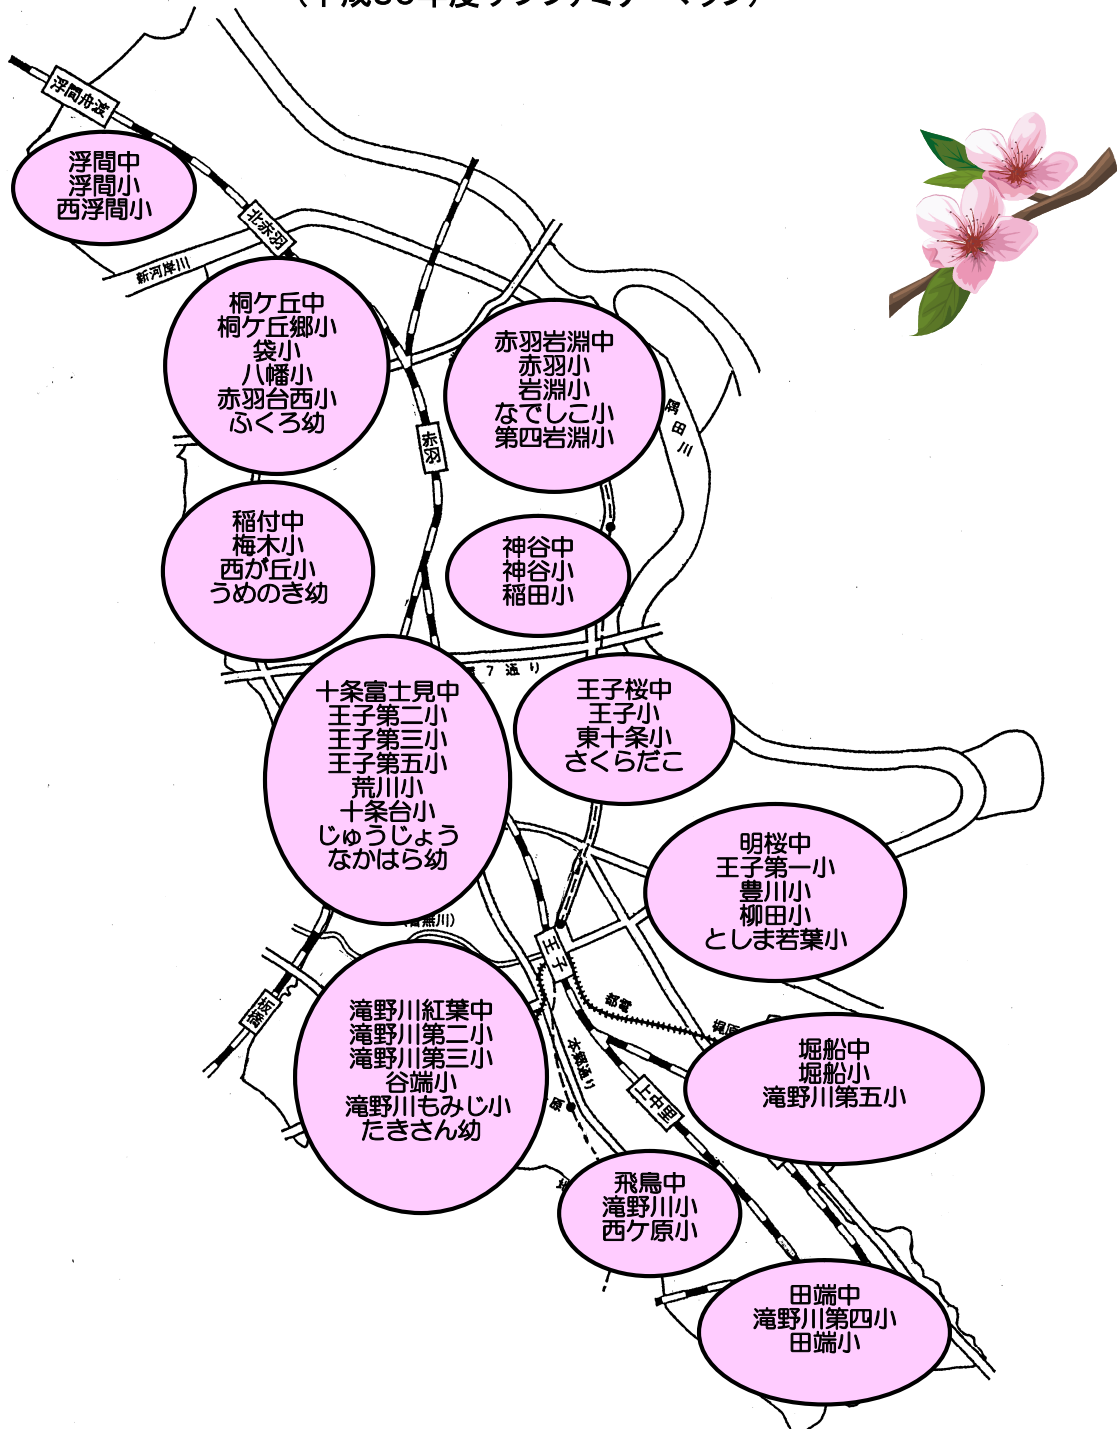 浮間舟渡
浮間中
浮間小
西浮間小
北赤羽
新河岸川
桐ケ丘中
桐ケ丘郷小
袋小
八幡小
赤羽台西小
ふくろ幼
赤羽岩淵中
赤羽小
岩淵小
なでしこ小
第四岩淵小
隅田川
赤羽
稲付中
梅木小
西が丘小
うめのき幼
神谷中
神谷小
稲田小
7通り
十条富士見中
王子第二小
王子第三小
王子第五小
荒川小
十条台小
じゅうじょう
なかはら幼
王子桜中
王子小
東十条小
さくらだこ
明桜中
王子第一小
豊川小
柳田小
としま若葉小
王子
板橋
滝野川紅葉中
滝野川第二小
滝野川第三小
谷端小
滝野川もみじ小
たきさん幼
都電
本郷通り
上中里
堀船中
堀船小
滝野川第五小
飛鳥中
滝野川小
西ケ原小
田端中
滝野川第四小
田端小